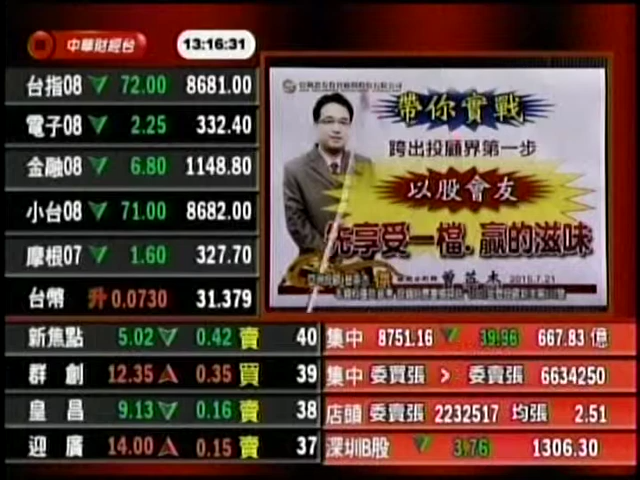 中華財經台
13:16:31
台指08 72.00 8681.00
電子08 2.25 332.40
金融08 6.80 1148.80
小台08 71.00 8682.00
摩根07 1.60 327.70
台幣 升 0.0730 31.379
帶你實戰
跨出投顧界第一步
以股會友
先享受一檔.贏的滋味
2015.7.21
新焦點 5.02 0.42 賣 40
群創 12.35 0.35 買 39
皇昌 9.13 0.16 賣 38
迎廣 14.00 0.15 賣 37
集中 8751.16 39.96 667.83 億
集中 委買張 > 委賣張 6634250
店頭 委賣張 2232517 均張 2.51
深圳B股 3.76 1306.30